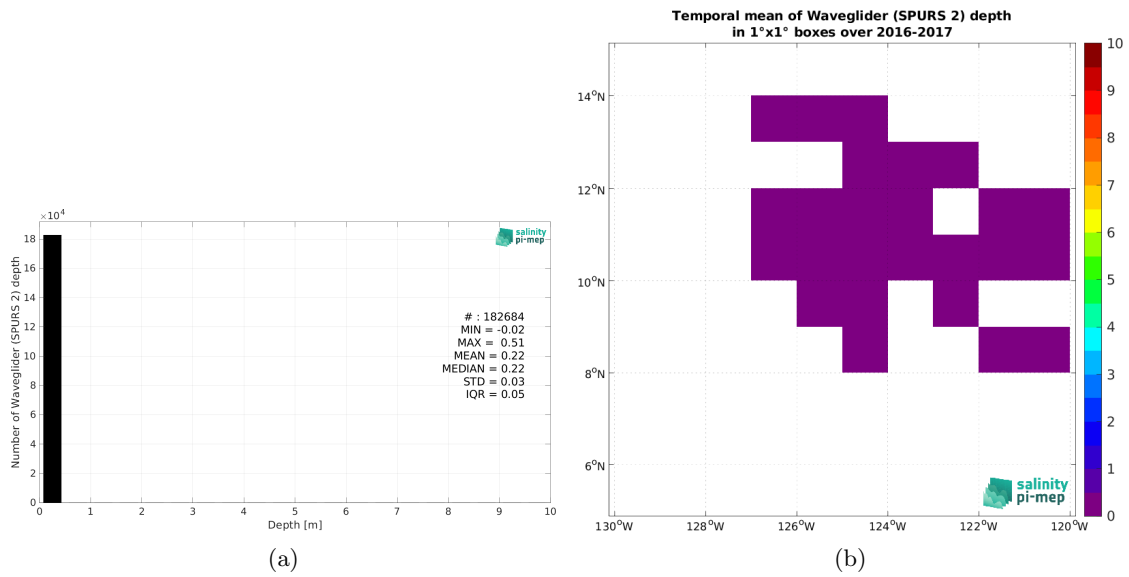 ×10⁴
18
16
14
12
10
8
6
4
2
0
Number of Waveglider (SPURS 2) depth
salinity
pi-mep
# : 182684
MIN = -0.02
MAX = 0.51
MEAN = 0.22
MEDIAN = 0.22
STD = 0.03
IQR = 0.05
0 1 2 3 4 5 6 7 8 9 10
Depth [m]
(a)
Temporal mean of Waveglider (SPURS 2) depth
in 1°x1° boxes over 2016-2017
14°N
12°N
10°N
8°N
6°N
130°W 128°W 126°W 124°W 122°W 120°W
salinity
pi-mep
10
9
8
7
6
5
4
3
2
1
0
(b)